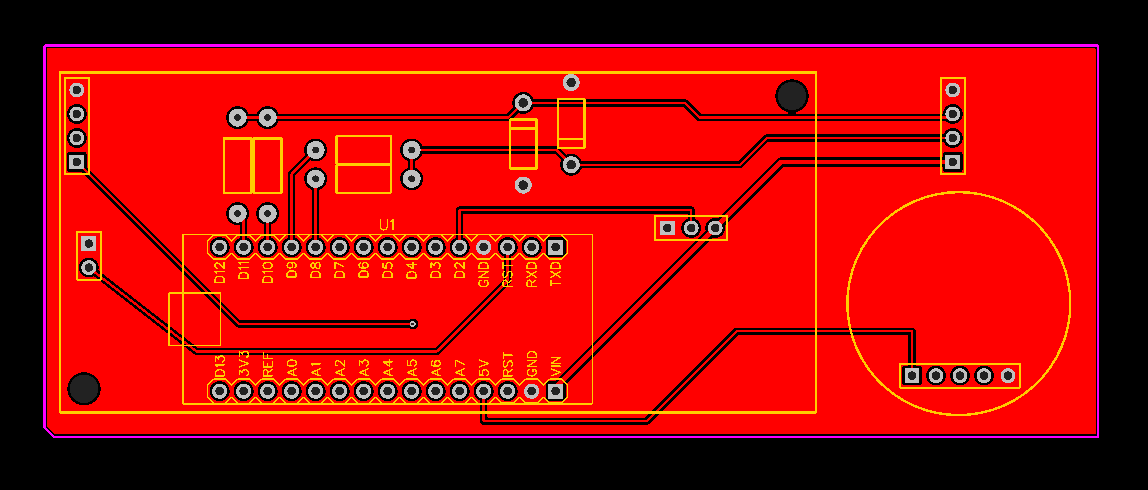 U1
D12 D11 D10 D9 D8 D7 D6 D5 D4 D3 D2 GND RST RXD TXD
D13 3V3 REF A0 A1 A2 A3 A4 A5 A6 A7 5V RST GND VIN